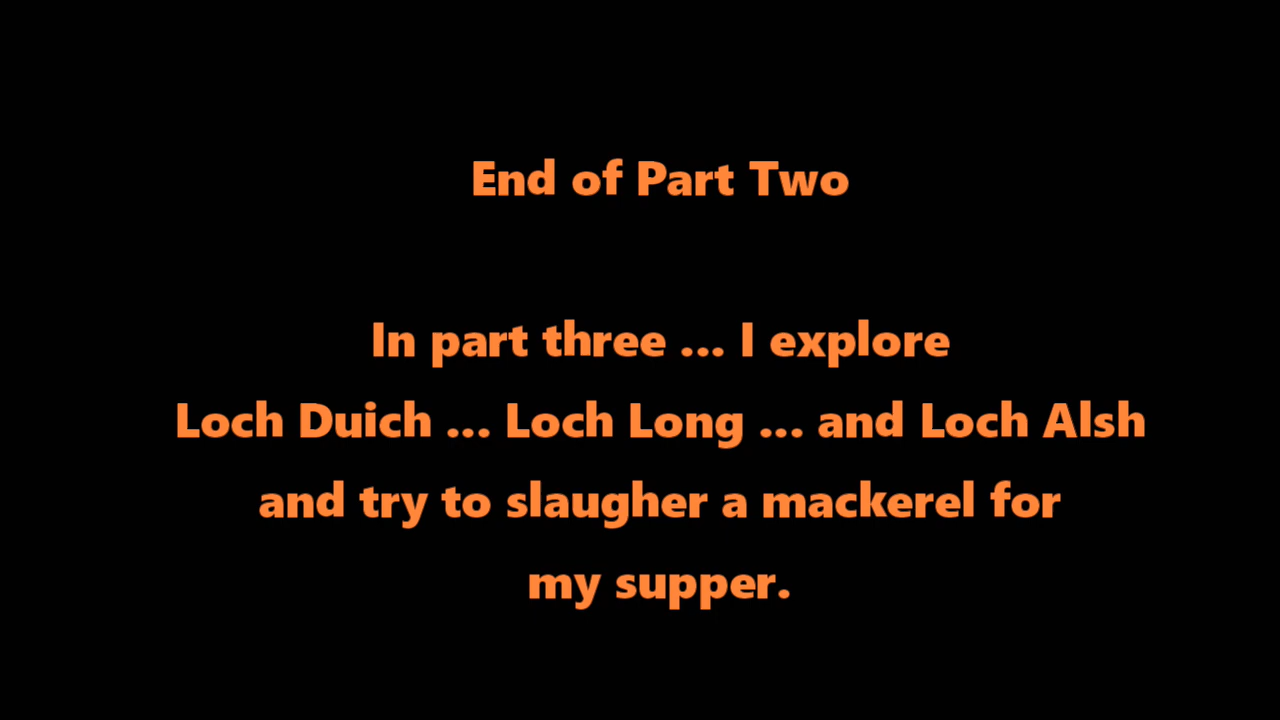 End of Part Two
In part three ... I explore
Loch Duich ... Loch Long ... and Loch Alsh
and try to slaugher a mackerel for
my supper.